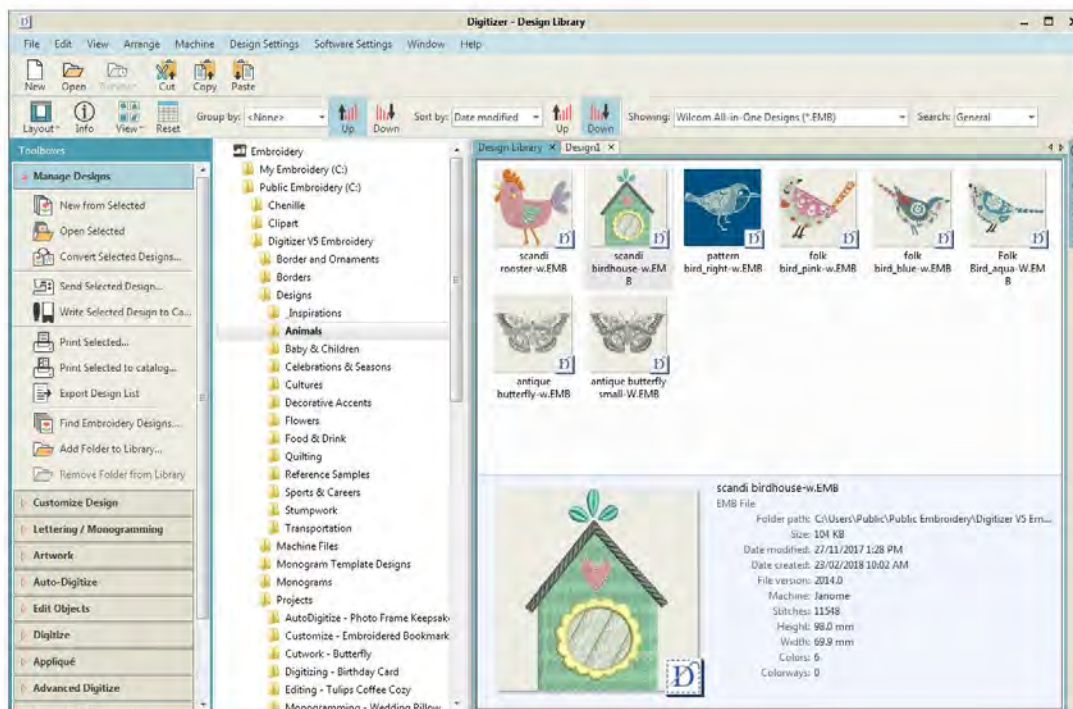 Digitizer - Design Library
File Edit View Arrange Machine Design Settings Software Settings Window Help
New Open Cut Copy Paste
Layout Info View Reset Group by: <None> Up Down Sort by: Date modified Up Down Showing: Wilcom All-in-One Designs (*.EMB) Search: General
Toolboxes
Manage Designs
New from Selected
Open Selected
Convert Selected Designs...
Send Selected Design...
Write Selected Design to Ca...
Print Selected...
Print Selected to catalog...
Export Design List
Find Embroidery Designs...
Add Folder to Library...
Remove Folder from Library
Customize Design
Lettering / Monogramming
Artwork
Auto-Digitize
Edit Objects
Digitize
Appliqué
Advanced Digitize
Embroidery
My Embroidery (C:)
Public Embroidery (C:)
Chenille
Clipart
Digitizer V5 Embroidery
Border and Ornaments
Borders
Designs
_Inspirations
Animals
Baby & Children
Celebrations & Seasons
Cultures
Decorative Accents
Flowers
Food & Drink
Quilting
Reference Samples
Sports & Careers
Stumpwork
Transportation
Machine Files
Monogram Template Designs
Monograms
Projects
AutoDigitize - Photo Frame Keepsak
Customize - Embroidered Bookmark
Cutwork - Butterfly
Digitizing - Birthday Card
Editing - Tulips Coffee Cozy
Monogramming - Wedding Pillow
Design Library Design1
scandi
rooster-w.EMB
scandi
birdhouse-w.EM
B
pattern
bird_right-w.EMB
folk
bird_pink-w.EMB
folk
bird_blue-w.EMB
Folk
Bird_aqua-W.EM
B
antique
butterfly-w.EMB
antique butterfly
small-W.EMB
scandi birdhouse-w.EMB
EMB File
Folder path: C:\Users\Public\Public Embroidery\Digitizer V5 Em...
Size: 104 KB
Date modified: 27/11/2017 1:28 PM
Date created: 23/02/2018 10:02 AM
File version: 2014.0
Machine: Janome
Stitches: 11548
Height: 98.0 mm
Width: 69.9 mm
Colors: 6
Colorways: 0